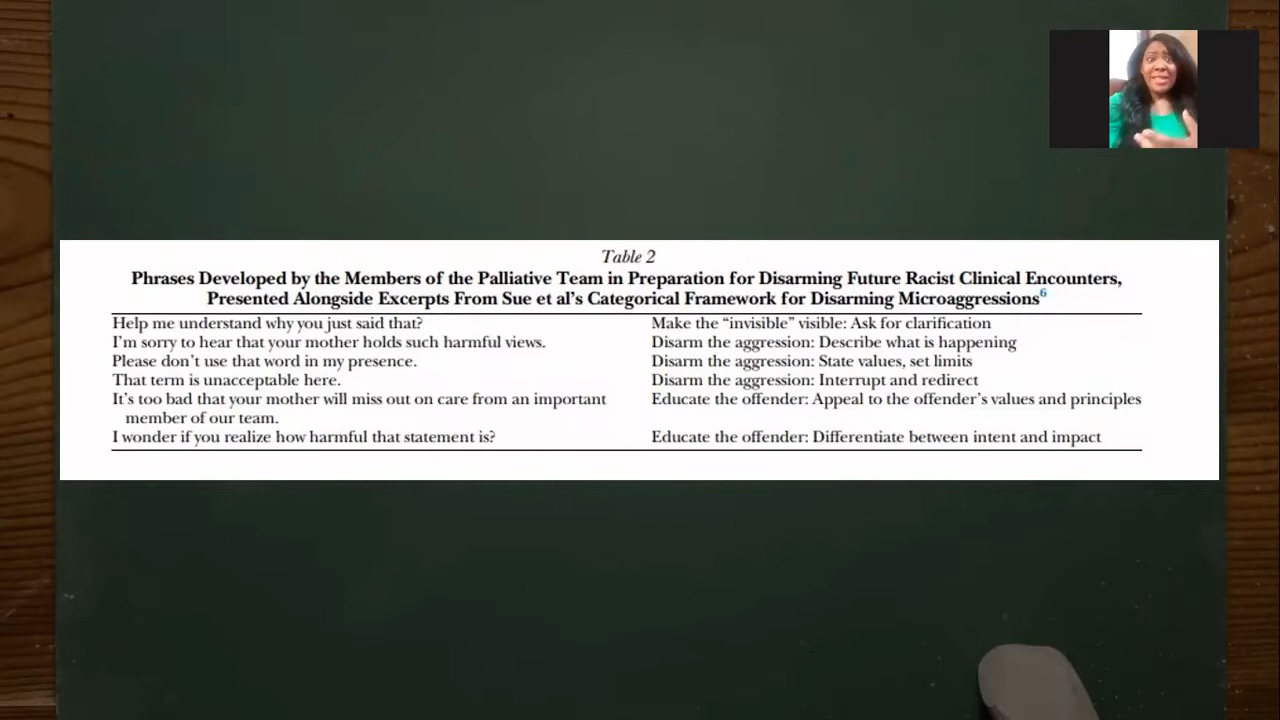 Table 2
Phrases Developed by the Members of the Palliative Team in Preparation for Disarming Future Racist Clinical Encounters,
Presented Alongside Excerpts From Sue et al’s Categorical Framework for Disarming Microaggressions6
Help me understand why you just said that? Make the “invisible” visible: Ask for clarification
I’m sorry to hear that your mother holds such harmful views. Disarm the aggression: Describe what is happening
Please don’t use that word in my presence. Disarm the aggression: State values, set limits
That term is unacceptable here. Disarm the aggression: Interrupt and redirect
It’s too bad that your mother will miss out on care from an important Educate the offender: Appeal to the offender’s values and principles
member of our team.
I wonder if you realize how harmful that statement is? Educate the offender: Differentiate between intent and impact